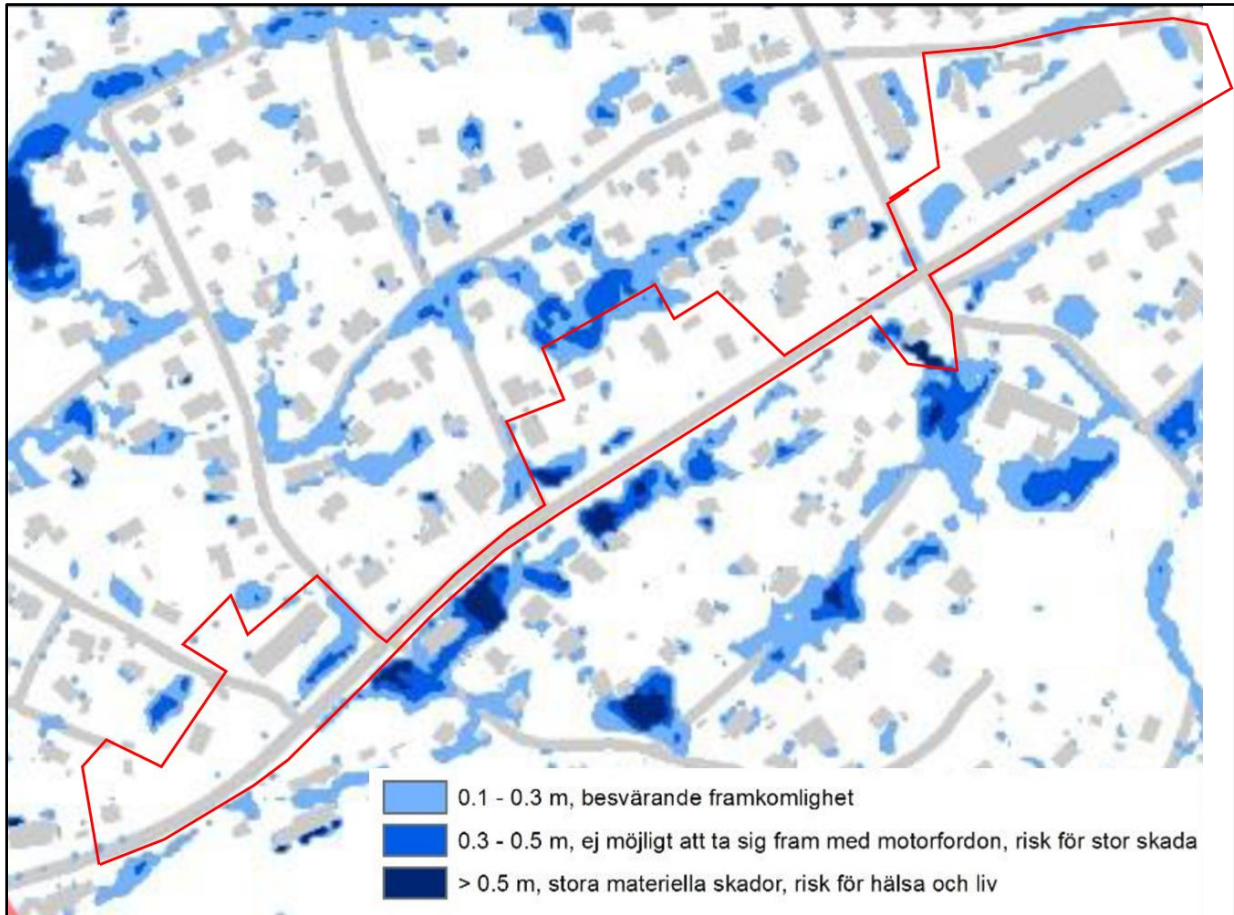 0.1 - 0.3 m, besvärande framkomlighet
0.3 - 0.5 m, ej möjligt att ta sig fram med motorfordon, risk för stor skada
> 0.5 m, stora materiella skador, risk för hälsa och liv